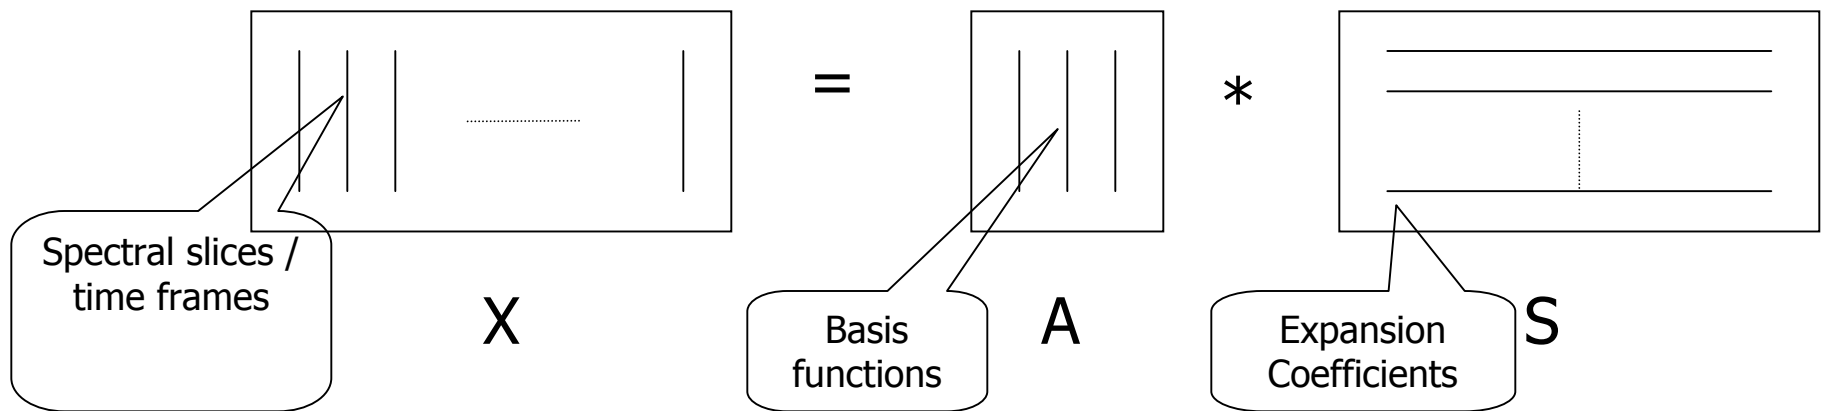 = *
Spectral slices /
time frames
X
Basis
functions
A
Expansion
Coefficients
S